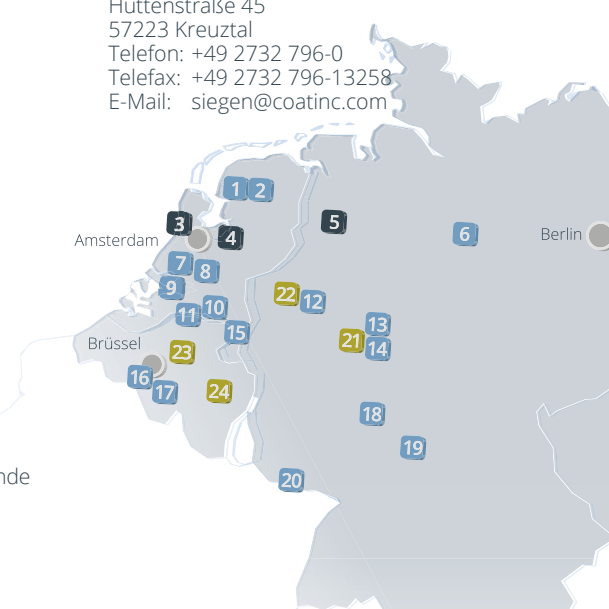 Hüttenstraße 45
57223 Kreuztal
Telefon: +49 2732 796-0
Telefax: +49 2732 796-13258
E-Mail: siegen@coatinc.com
1 2
3
4
5
6
Amsterdam
Berlin
7
8
9
10
11
22
12
13
15
21
14
Brüssel
23
16
17
24
18
19
20
nde